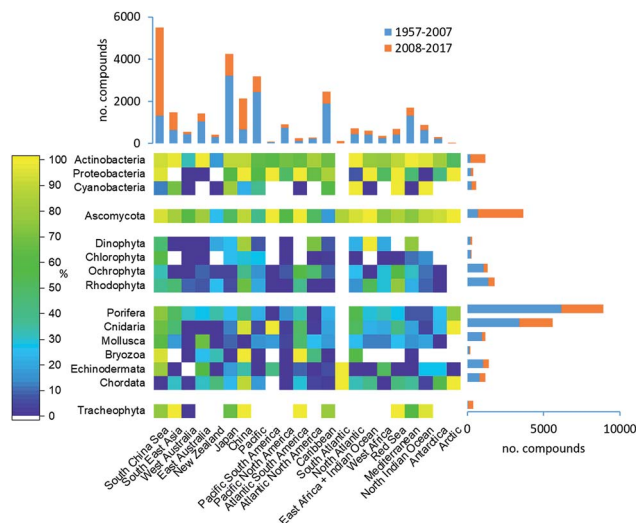 6000
4000
2000
0
no. compounds
1957-2007
2008-2017
100
90
80
70
60
50
40
30
20
10
0
%
Actinobacteria
Proteobacteria
Cyanobacteria
Ascomycota
Dinophyta
Chlorophyta
Ochrophyta
Rhodophyta
Porifera
Cnidaria
Mollusca
Bryozoa
Echinodermata
Chordata
Tracheophyta
South China Sea
South East Asia
West Australia
East Australia
New Zealand
Japan
China
Pacific
Pacific South America
Pacific North America
Atlantic South America
Atlantic North America
Caribbean
South Atlantic
North Atlantic
East Africa + Indian Ocean
West Africa
Red Sea
Mediterranean
North Indian Ocean
Antarctica
Arctic
0
5000
10000
no. compounds